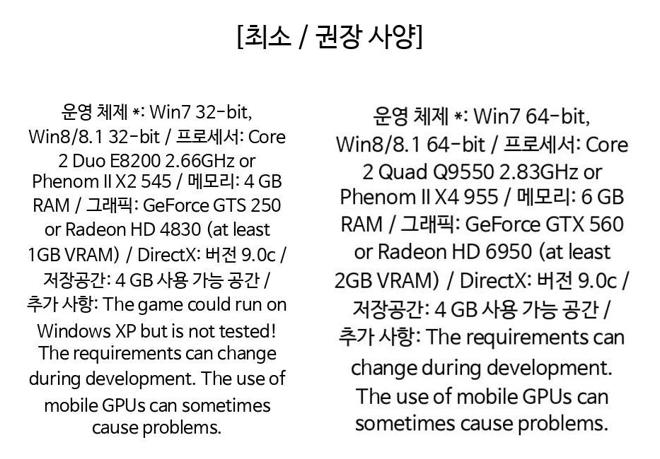 [최소 / 권장 사양]
운영 체제 *: Win7 32-bit,
Win8/8.1 32-bit / 프로세서: Core
2 Duo E8200 2.66GHz or
Phenom II X2 545 / 메모리: 4 GB
RAM / 그래픽: GeForce GTS 250
or Radeon HD 4830 (at least
1GB VRAM) / DirectX: 버전 9.0c /
저장공간: 4 GB 사용 가능 공간 /
추가 사항: The game could run on
Windows XP but is not tested!
The requirements can change
during development. The use of
mobile GPUs can sometimes
cause problems.
운영 체제 *: Win7 64-bit,
Win8/8.1 64-bit / 프로세서: Core
2 Quad Q9550 2.83GHz or
Phenom II X4 955 / 메모리: 6 GB
RAM / 그래픽: GeForce GTX 560
or Radeon HD 6950 (at least
2GB VRAM) / DirectX: 버전 9.0c /
저장공간: 4 GB 사용 가능 공간 /
추가 사항: The requirements can
change during development.
The use of mobile GPUs can
sometimes cause problems.